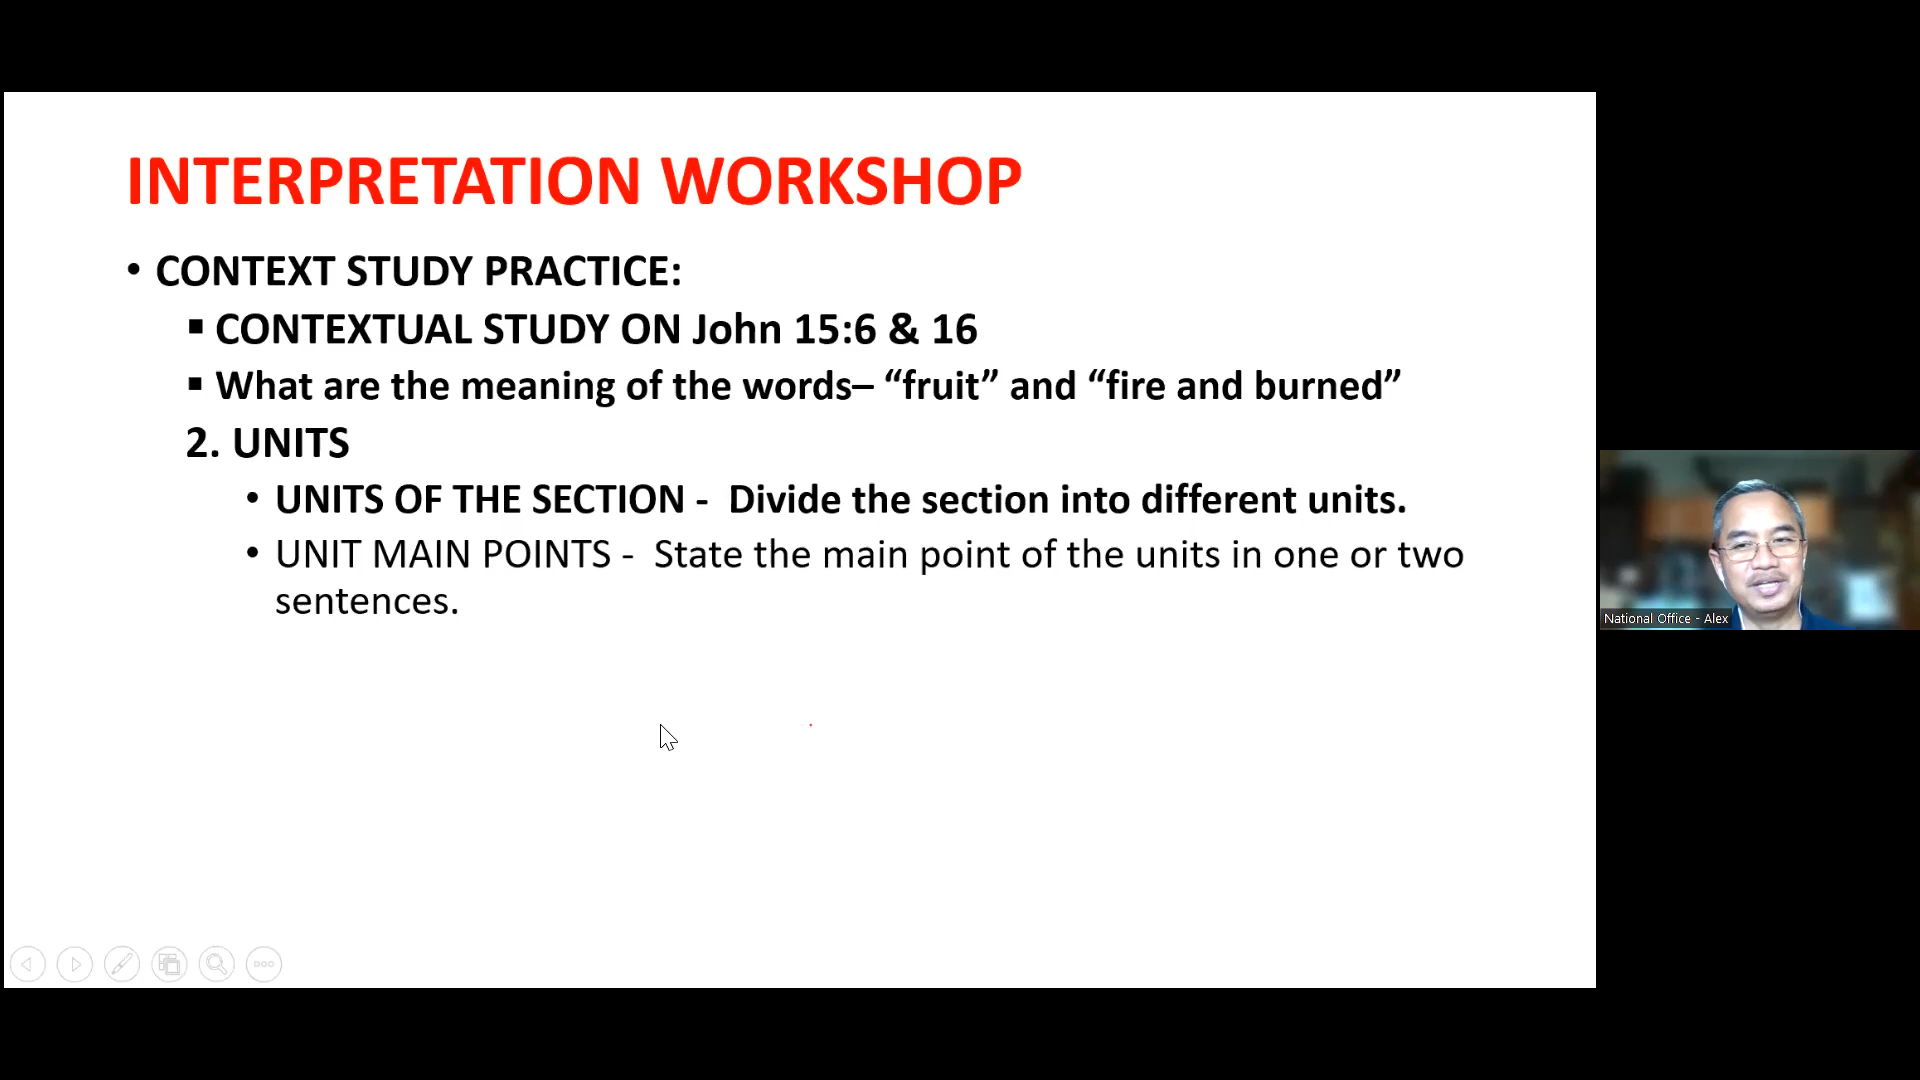 INTERPRETATION WORKSHOP
• CONTEXT STUDY PRACTICE:
▪ CONTEXTUAL STUDY ON John 15:6 & 16
▪ What are the meaning of the words– “fruit” and “fire and burned”
2. UNITS
• UNITS OF THE SECTION - Divide the section into different units.
• UNIT MAIN POINTS - State the main point of the units in one or two
sentences.
National Office - Alex